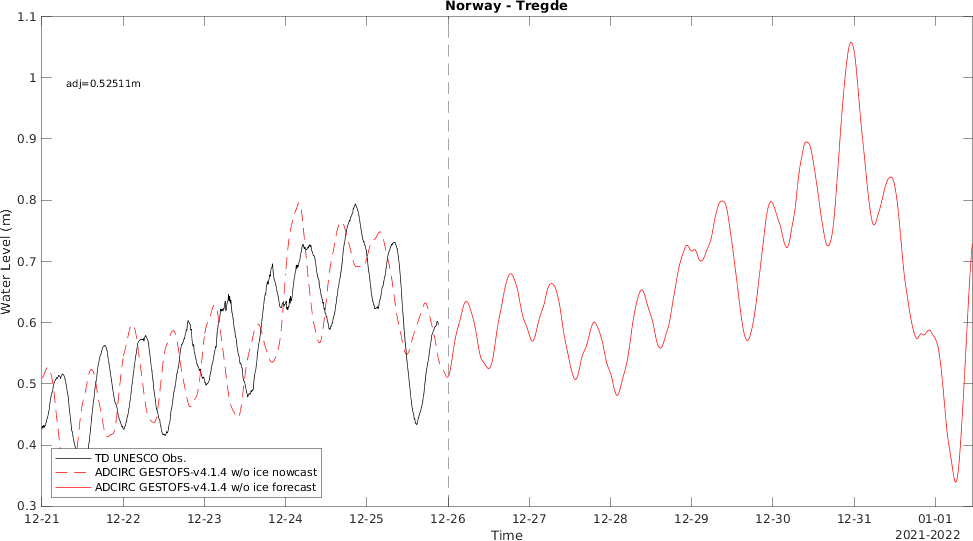 Norway - Tregde
1.1
1
0.9
0.8
0.7
0.6
0.5
0.4
0.3
Water Level (m)
adj=0.52511m
TD UNESCO Obs.
ADCIRC GESTOFS-v4.1.4 w/o ice nowcast
ADCIRC GESTOFS-v4.1.4 w/o ice forecast
12-21 12-22 12-23 12-24 12-25 12-26 12-27 12-28 12-29 12-30 12-31 01-01
Time
2021-2022